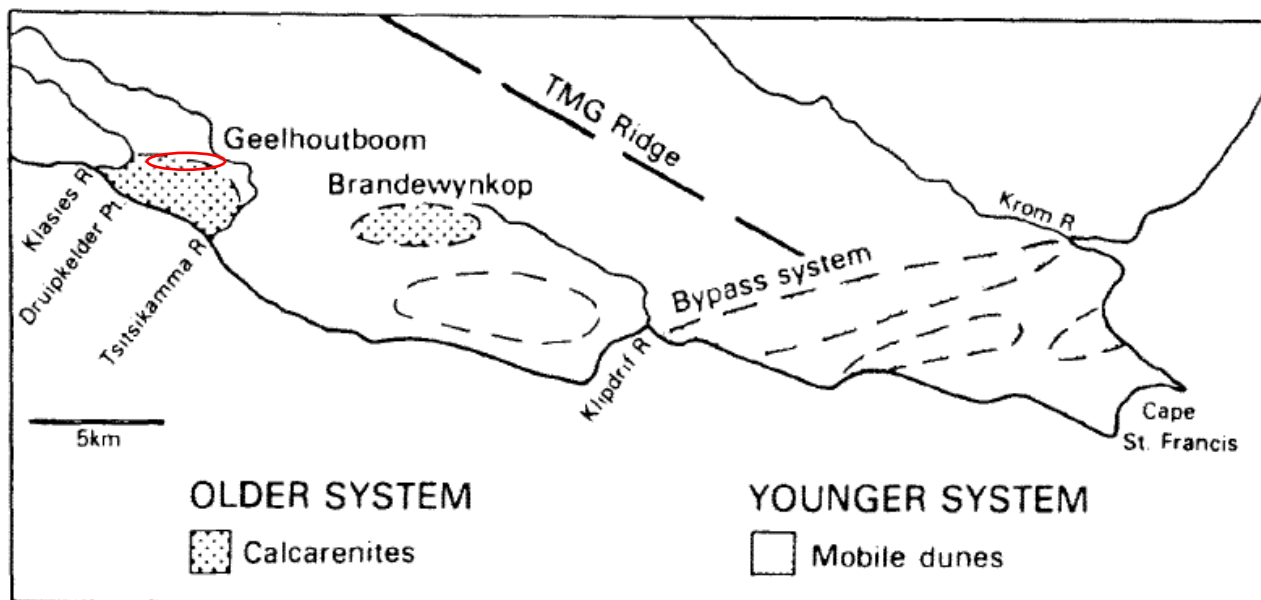 TMG Ridge
Geelhoutboom
Brandewynkop
Krom R
Klasies R
Druipkelder Pt.
Tsitsikamma R
Bypass system
Klipdrif R
5km
Cape
St. Francis
OLDER SYSTEM
Calcarenites
YOUNGER SYSTEM
Mobile dunes